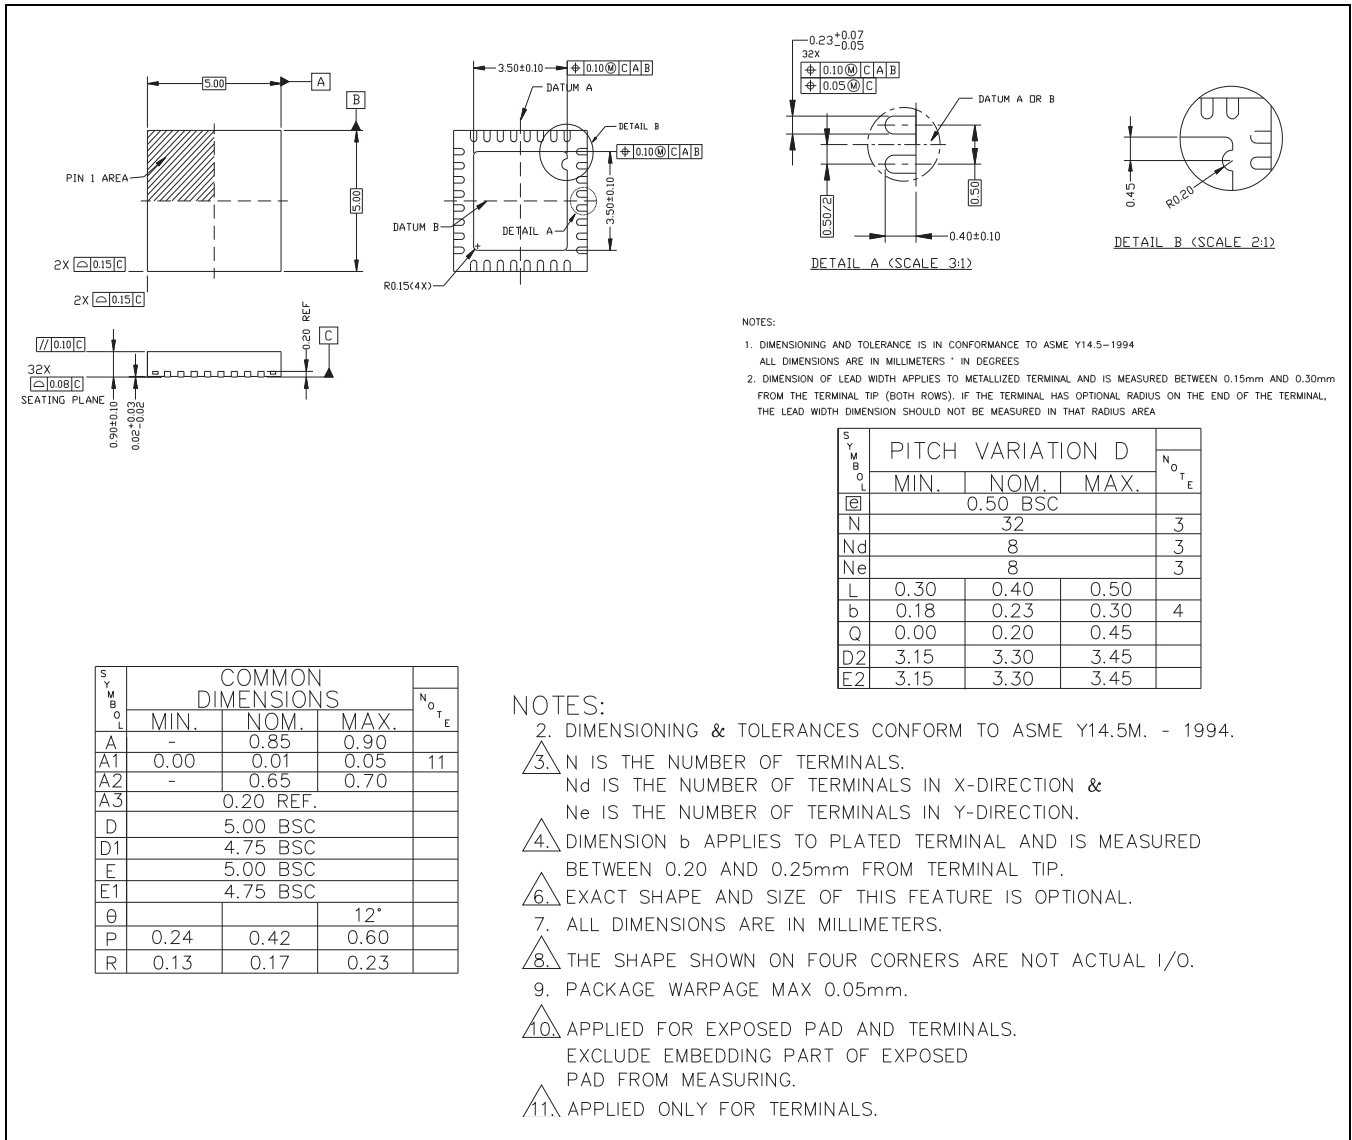 5.00
A
B
PIN 1 AREA
5.00
2X ⌓ 0.15 C
2X ⌓ 0.15 C
3.50±0.10
⌖ 0.10 Ⓜ C A B
DATUM A
DETAIL B
⌖ 0.10 Ⓜ C A B
3.50±0.10
DATUM B
DETAIL A
R0.15(4X)
0.23 +0.07 -0.05
32X
⌖ 0.10 Ⓜ C A B
⌖ 0.05 Ⓜ C
DATUM A OR B
0.50/2
0.50
0.40±0.10
DETAIL A (SCALE 3:1)
0.45
R0.20
DETAIL B (SCALE 2:1)
// 0.10 C
32X
⌓ 0.08 C
SEATING PLANE
0.90±0.10
0.02 +0.03 -0.02
0.20 REF
C
NOTES:
1. DIMENSIONING AND TOLERANCE IS IN CONFORMANCE TO ASME Y14.5-1994
ALL DIMENSIONS ARE IN MILLIMETERS ° IN DEGREES
2. DIMENSION OF LEAD WIDTH APPLIES TO METALLIZED TERMINAL AND IS MEASURED BETWEEN 0.15mm AND 0.30mm
FROM THE TERMINAL TIP (BOTH ROWS). IF THE TERMINAL HAS OPTIONAL RADIUS ON THE END OF THE TERMINAL,
THE LEAD WIDTH DIMENSION SHOULD NOT BE MEASURED IN THAT RADIUS AREA
SYMBOL PITCH VARIATION D NOTE
MIN. NOM. MAX.
e 0.50 BSC
N 32 3
Nd 8 3
Ne 8 3
L 0.30 0.40 0.50
b 0.18 0.23 0.30 4
Q 0.00 0.20 0.45
D2 3.15 3.30 3.45
E2 3.15 3.30 3.45
SYMBOL COMMON DIMENSIONS NOTE
MIN. NOM. MAX.
A - 0.85 0.90
A1 0.00 0.01 0.05 11
A2 - 0.65 0.70
A3 0.20 REF.
D 5.00 BSC
D1 4.75 BSC
E 5.00 BSC
E1 4.75 BSC
θ 12°
P 0.24 0.42 0.60
R 0.13 0.17 0.23
NOTES:
2. DIMENSIONING & TOLERANCES CONFORM TO ASME Y14.5M. - 1994.
3. N IS THE NUMBER OF TERMINALS.
Nd IS THE NUMBER OF TERMINALS IN X-DIRECTION &
Ne IS THE NUMBER OF TERMINALS IN Y-DIRECTION.
4. DIMENSION b APPLIES TO PLATED TERMINAL AND IS MEASURED
BETWEEN 0.20 AND 0.25mm FROM TERMINAL TIP.
6. EXACT SHAPE AND SIZE OF THIS FEATURE IS OPTIONAL.
7. ALL DIMENSIONS ARE IN MILLIMETERS.
8. THE SHAPE SHOWN ON FOUR CORNERS ARE NOT ACTUAL I/O.
9. PACKAGE WARPAGE MAX 0.05mm.
10. APPLIED FOR EXPOSED PAD AND TERMINALS.
EXCLUDE EMBEDDING PART OF EXPOSED
PAD FROM MEASURING.
11. APPLIED ONLY FOR TERMINALS.